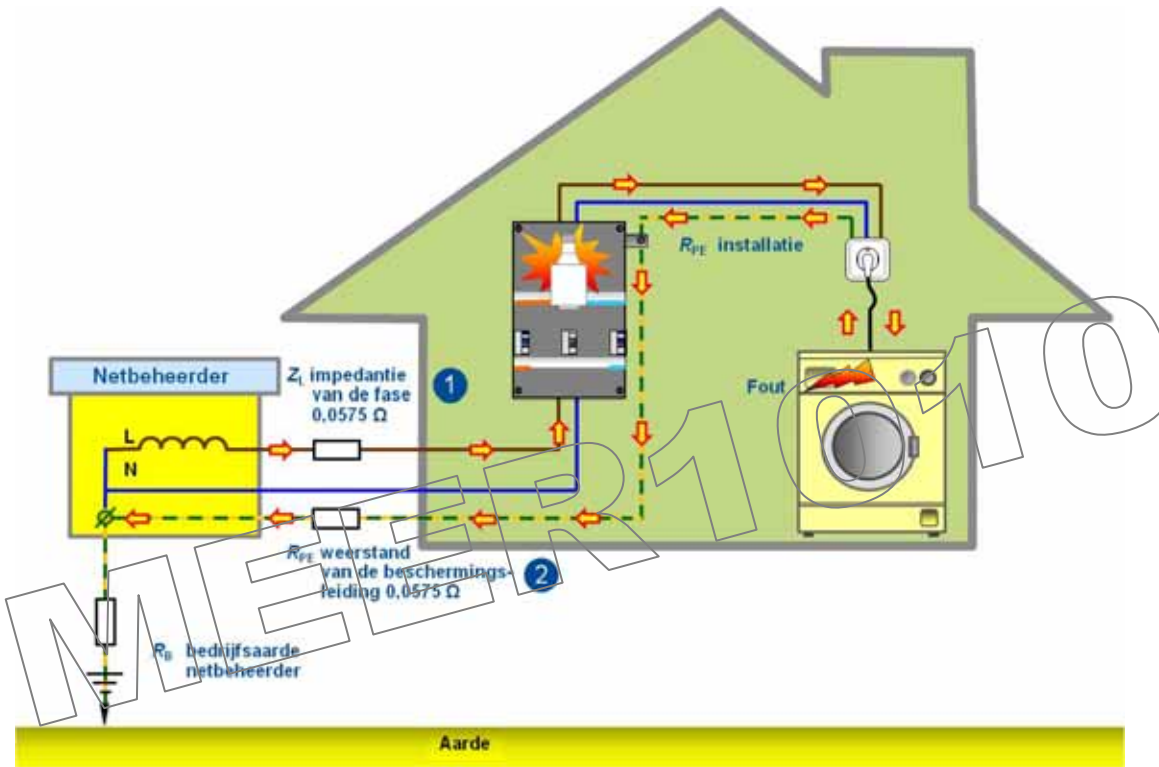 R_PE installatie
Netbeheerder
Z_L impedantie
van de fase
0,0575 Ω
1
Fout
L
N
R_PE weerstand
van de beschermings-
leiding 0,0575 Ω
2
R_B bedrijfsaarde
netbeheerder
Aarde
MEER1010